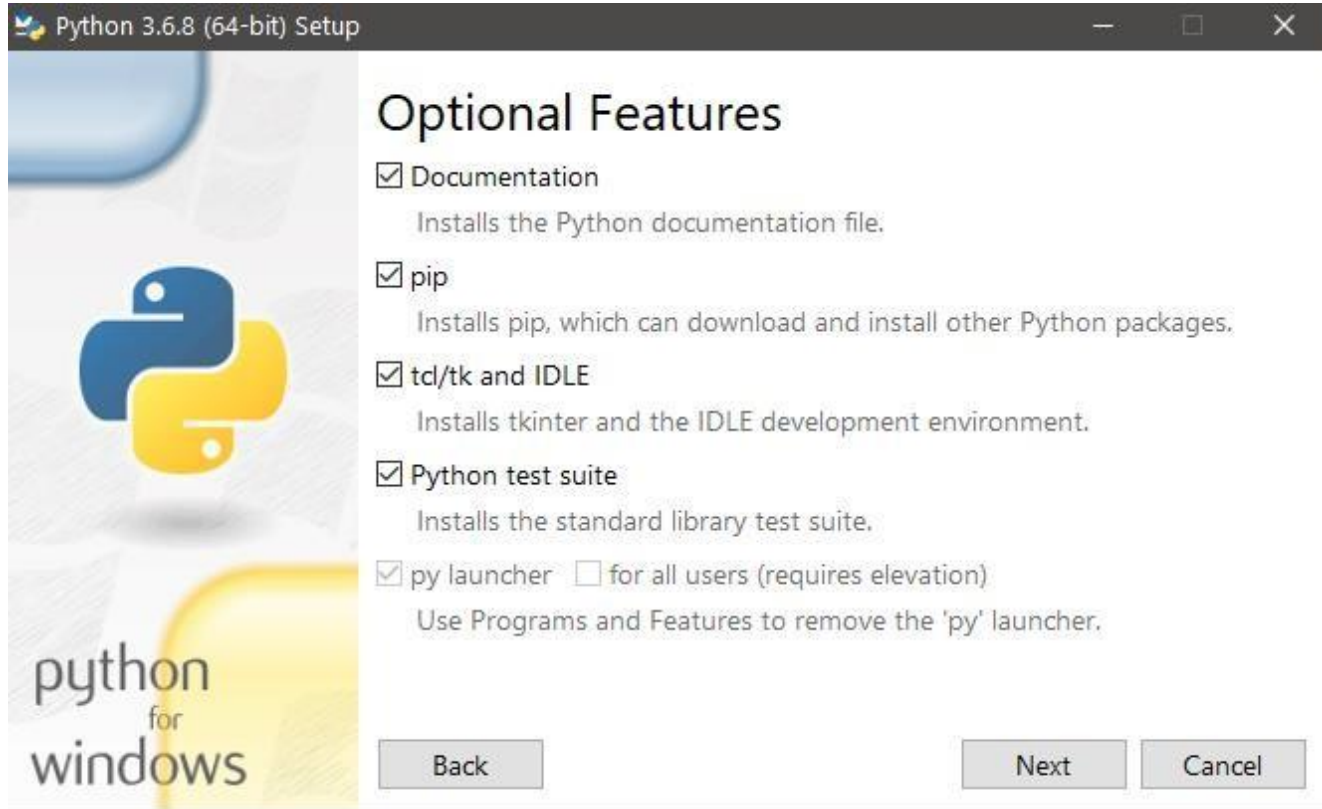 Python 3.6.8 (64-bit) Setup
Optional Features
Documentation
Installs the Python documentation file.
pip
Installs pip, which can download and install other Python packages.
tcl/tk and IDLE
Installs tkinter and the IDLE development environment.
Python test suite
Installs the standard library test suite.
py launcher for all users (requires elevation)
Use Programs and Features to remove the 'py' launcher.
python
for
windows
Back Next Cancel